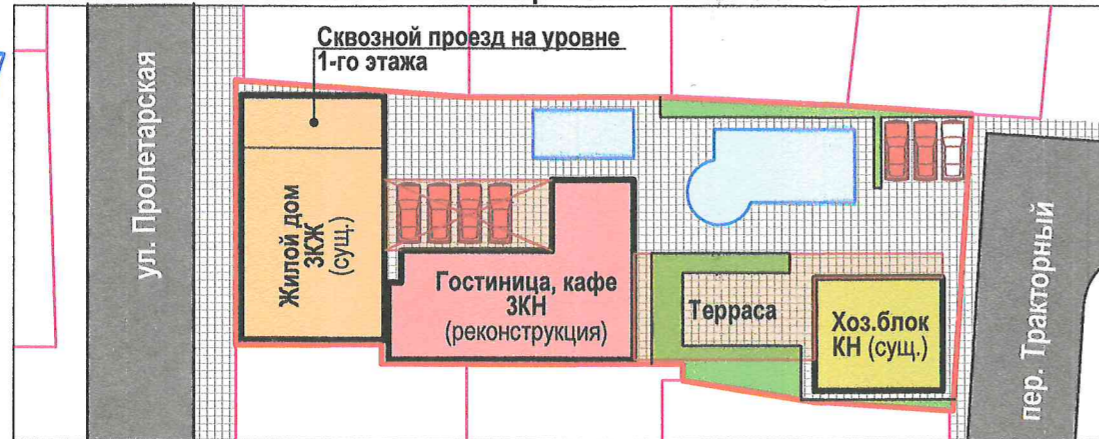 Сквозной проезд на уровне
1-го этажа
ул. Пролетарская
Жилой дом
3КЖ
(сущ.)
Гостиница, кафе
3КН
(реконструкция)
Терраса
Хоз.блок
КН (сущ.)
пер. Тракторный